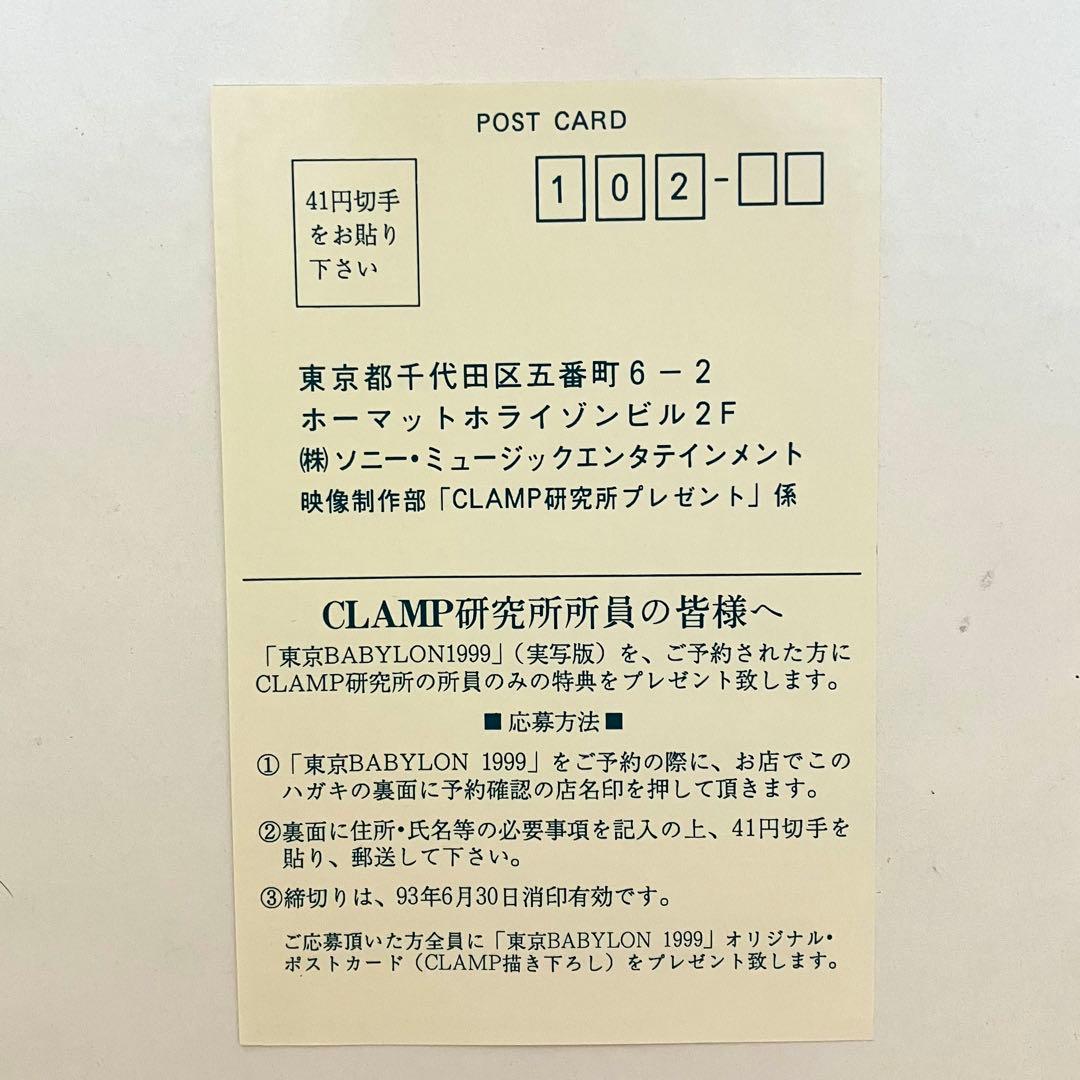 POST CARD
41円切手
をお貼り
下さい
102-
東京都千代田区五番町6－2
ホーマットホライゾンビル2F
㈱ソニー・ミュージックエンタテインメント
映像制作部「CLAMP研究所プレゼント」係
CLAMP研究所所員の皆様へ
「東京BABYLON1999」（実写版）を、ご予約された方に
CLAMP研究所の所員のみの特典をプレゼント致します。
■応募方法■
①「東京BABYLON 1999」をご予約の際に、お店でこの
ハガキの裏面に予約確認の店名印を押して頂きます。
②裏面に住所・氏名等の必要事項を記入の上、41円切手を
貼り、郵送して下さい。
③締切りは、93年6月30日消印有効です。
ご応募頂いた方全員に「東京BABYLON 1999」オリジナル・
ポストカード（CLAMP描き下ろし）をプレゼント致します。